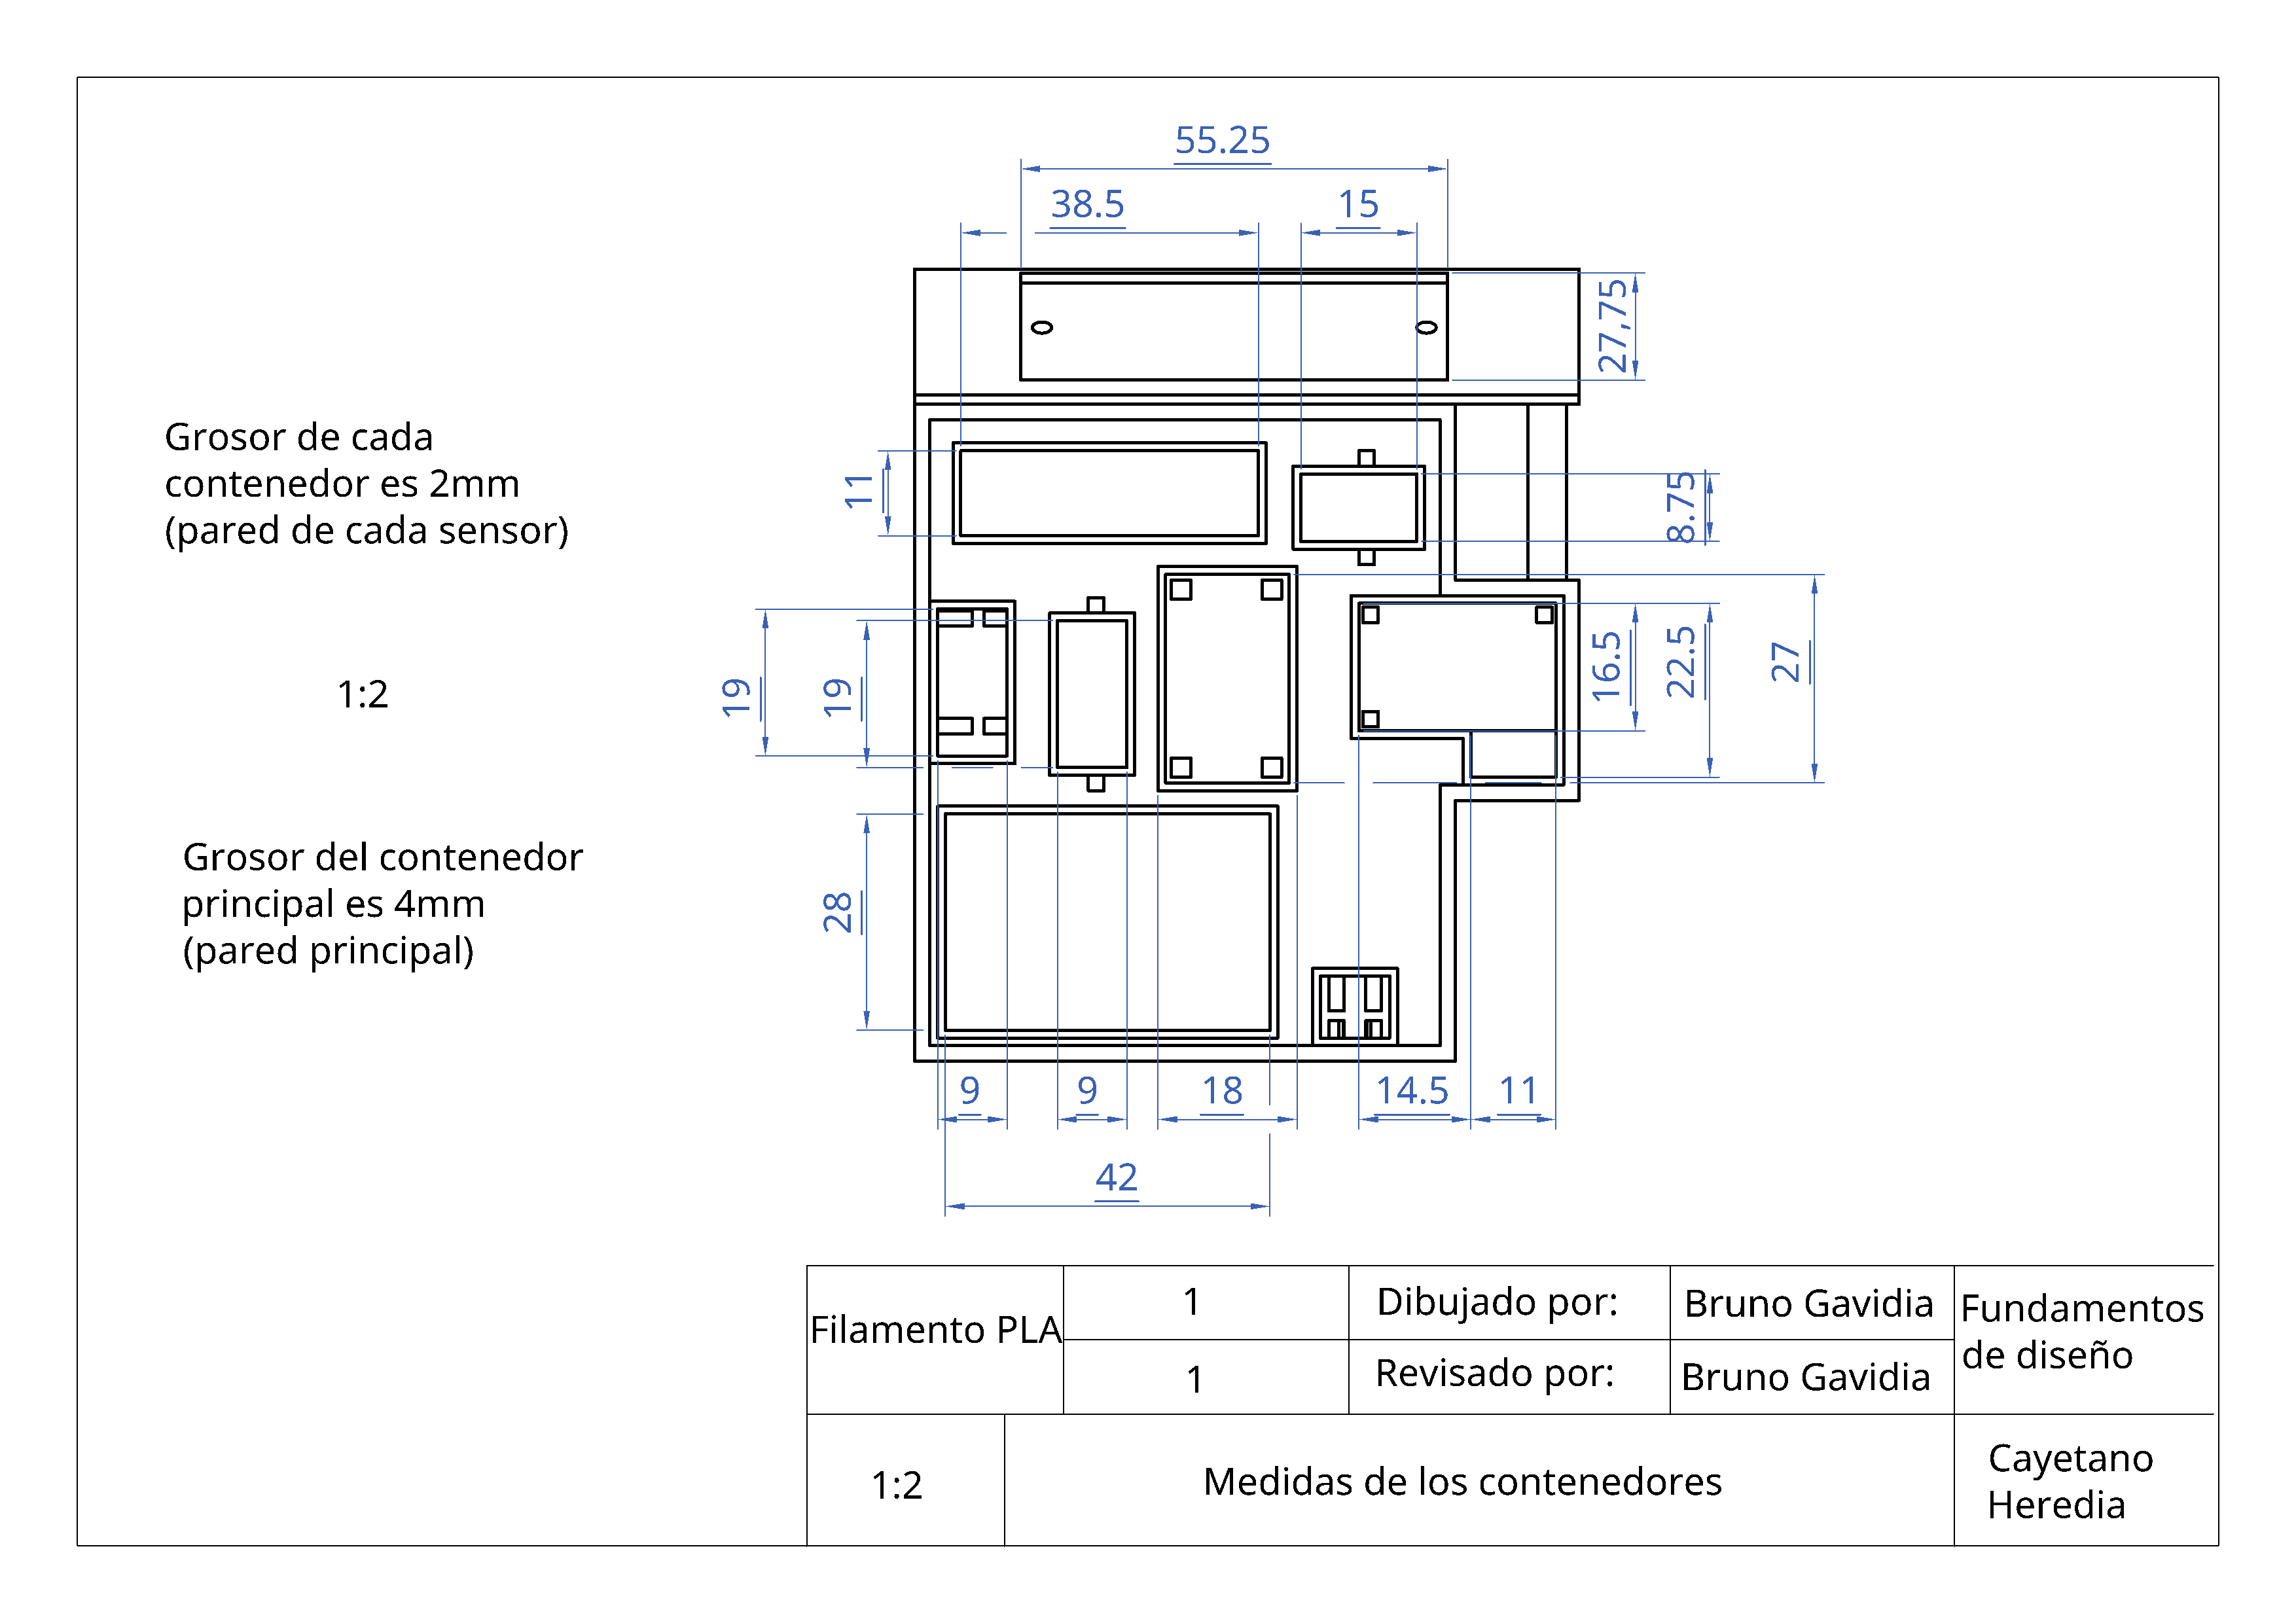 55.25
38.5
15
27,75
Grosor de cada
contenedor es 2mm
(pared de cada sensor)
11
8.75
1:2
19
19
16.5
22.5
27
Grosor del contenedor
principal es 4mm
(pared principal)
28
9
9
18
14.5
11
42
Filamento PLA
1
Dibujado por:
Bruno Gavidia
Fundamentos
de diseño
1
Revisado por:
Bruno Gavidia
1:2
Medidas de los contenedores
Cayetano
Heredia